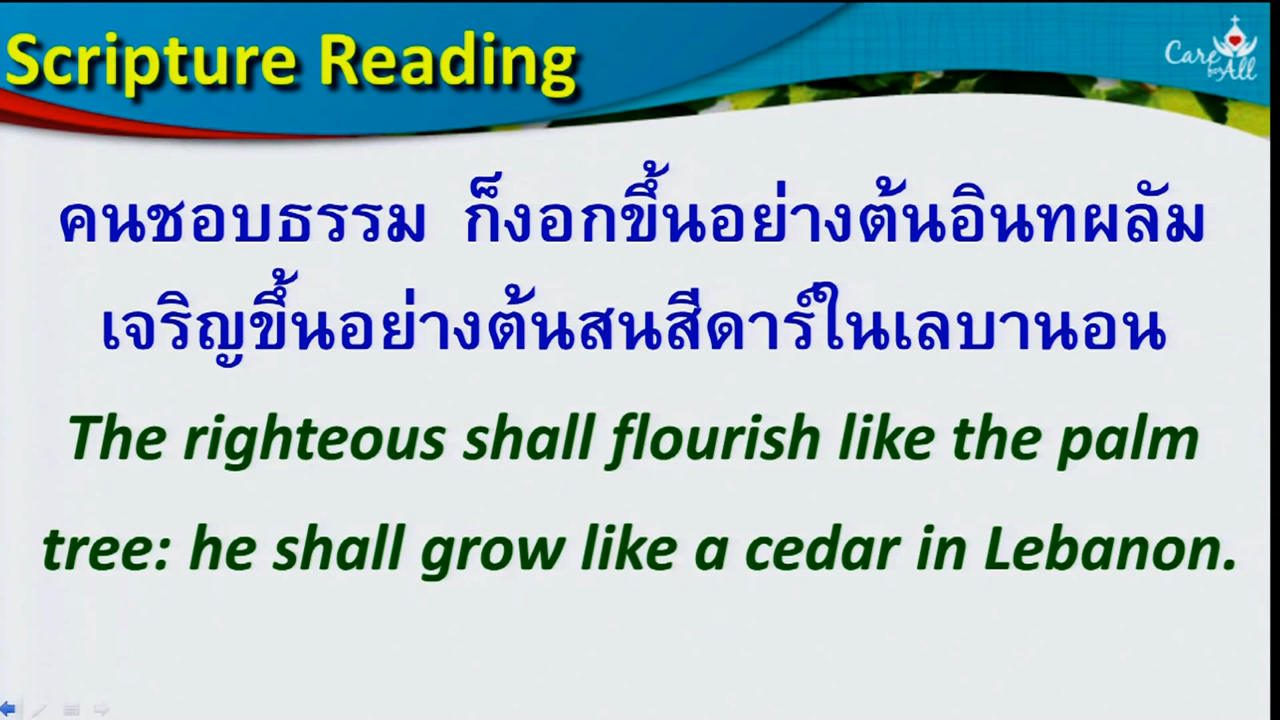 Scripture Reading
Care
for All
คนชอบธรรม ก็งอกขึ้นอย่างต้นอินทผลัม
เจริญขึ้นอย่างต้นสนสีดาร์ในเลบานอน
The righteous shall flourish like the palm
tree: he shall grow like a cedar in Lebanon.